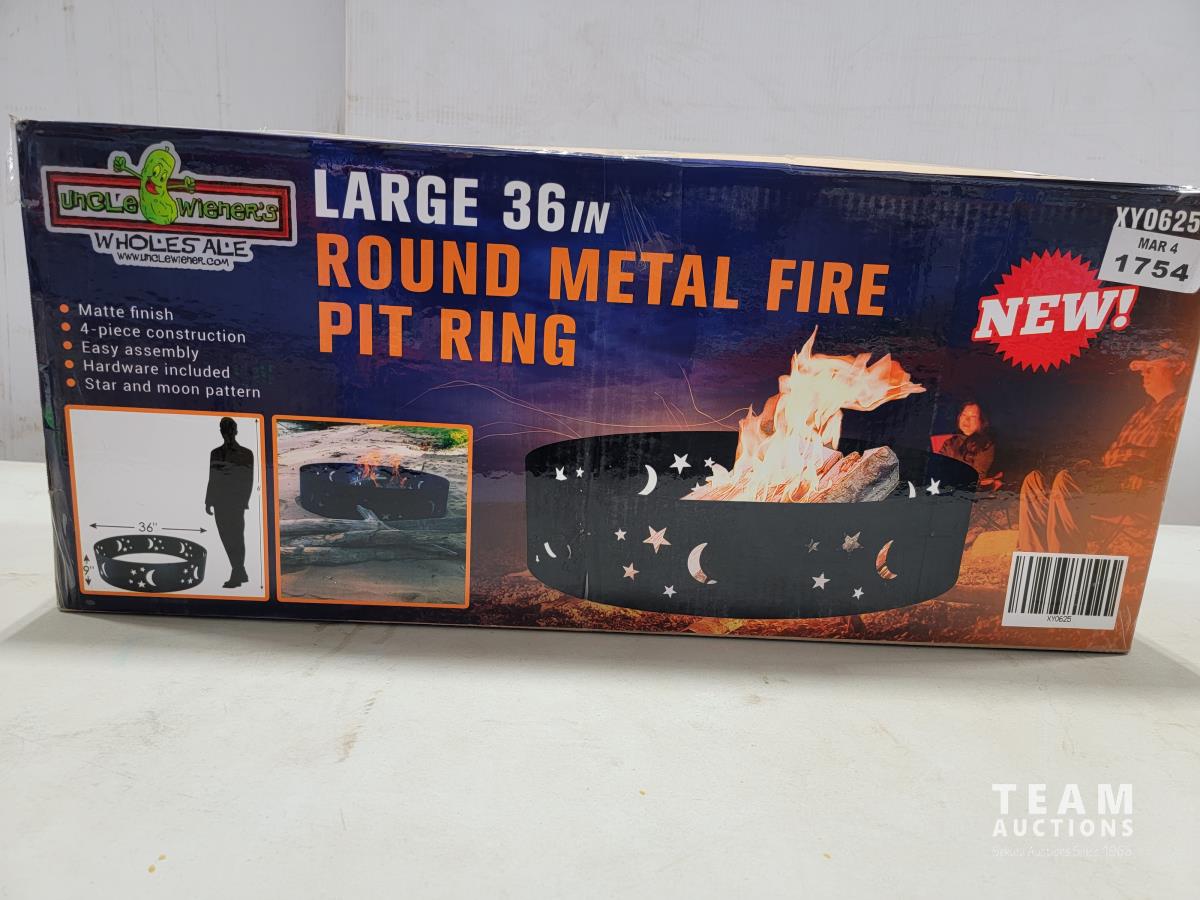 UNCLE WIENER'S
WHOLESALE
WWW.UNCLEWIENER.COM
LARGE 36IN
ROUND METAL FIRE
PIT RING
XY0625
MAR 4
1754
NEW!
Matte finish
4-piece construction
Easy assembly
Hardware included
Star and moon pattern
36"
9"
XY0625
TEAM
AUCTIONS